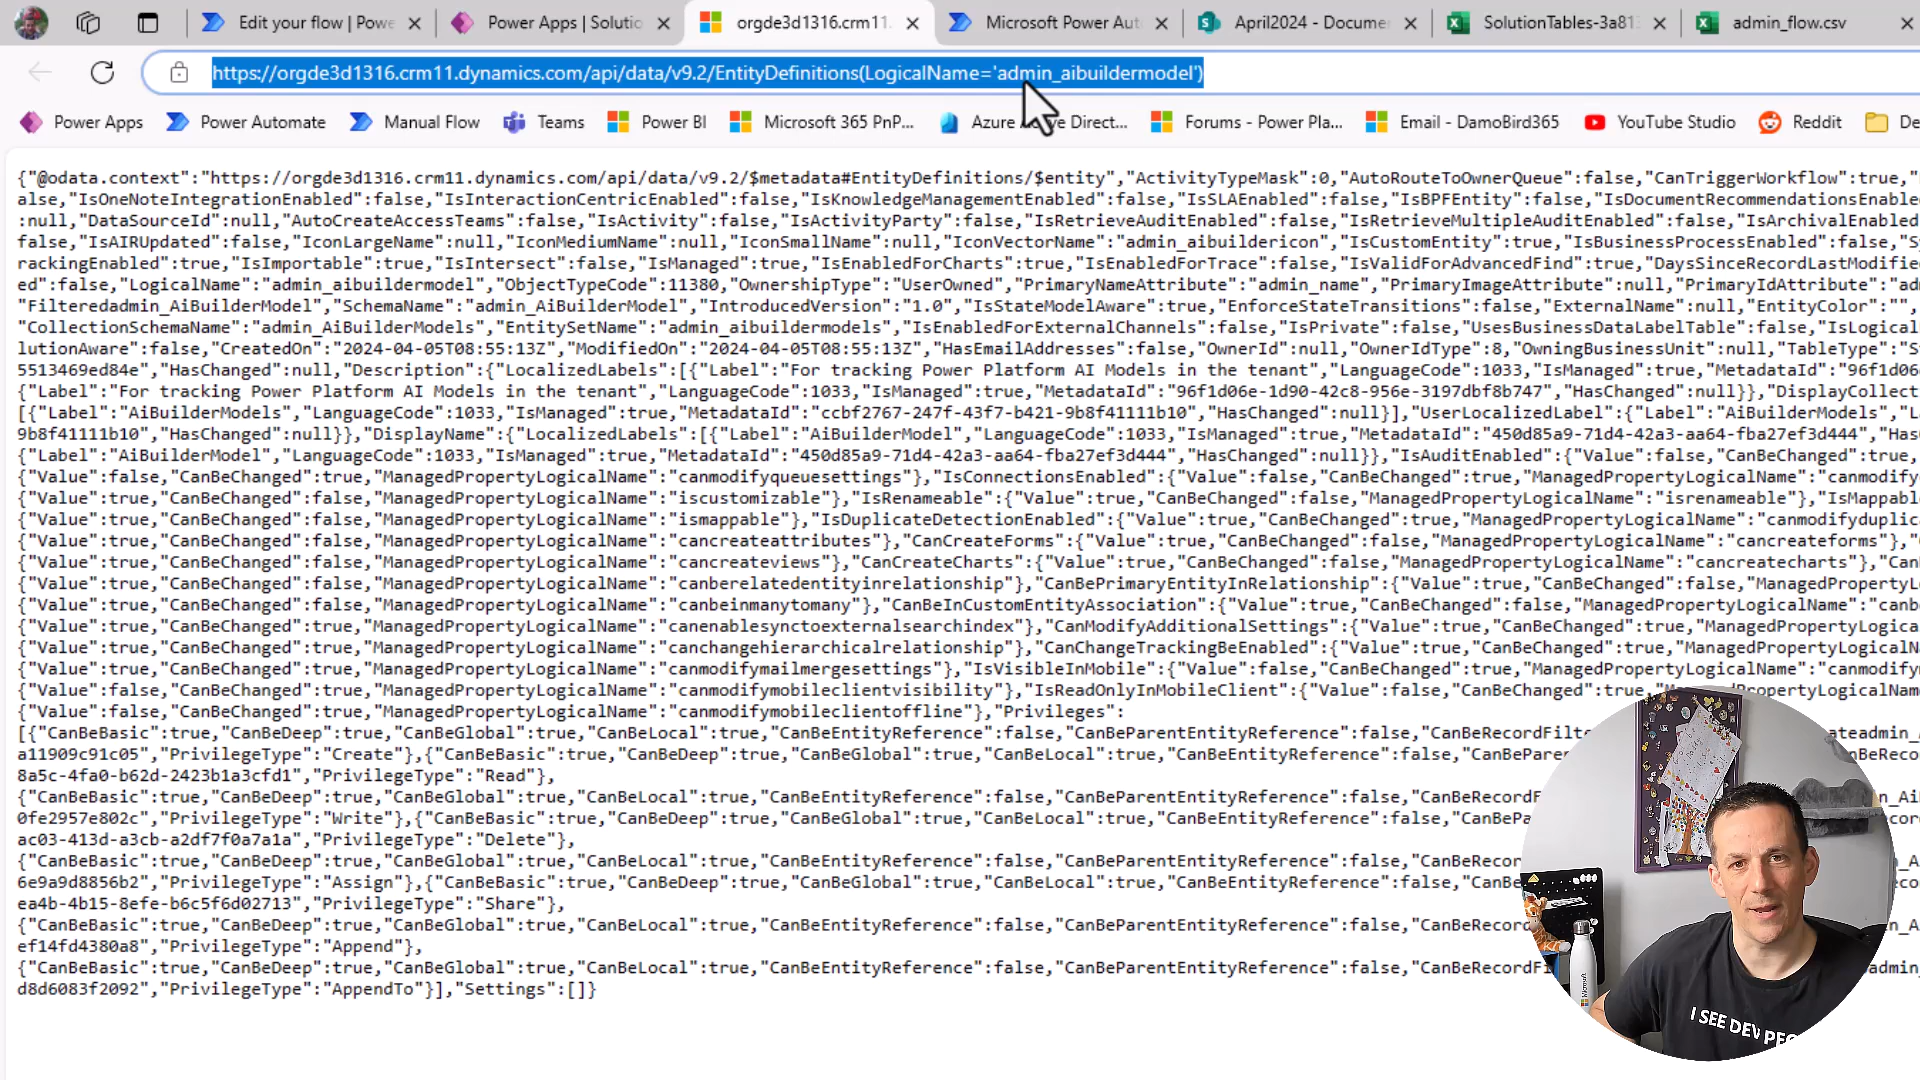 Edit your flow | Powe
Power Apps | Solutio
orgde3d1316.crm11.
Microsoft Power Aut
April2024 - Documen
SolutionTables-3a813
admin_flow.csv
https://orgde3d1316.crm11.dynamics.com/api/data/v9.2/EntityDefinitions(LogicalName='admin_aibuildermodel')
Power Apps
Power Automate
Manual Flow
Teams
Power BI
Microsoft 365 PnP...
Azure Active Direct...
Forums - Power Pla...
Email - DamoBird365
YouTube Studio
Reddit
De
{"@odata.context":"https://orgde3d1316.crm11.dynamics.com/api/data/v9.2/$metadata#EntityDefinitions/$entity","ActivityTypeMask":0,"AutoRouteToOwnerQueue":false,"CanTriggerWorkflow":true,"
alse,"IsOneNoteIntegrationEnabled":false,"IsInteractionCentricEnabled":false,"IsKnowledgeManagementEnabled":false,"IsSLAEnabled":false,"IsBPFEntity":false,"IsDocumentRecommendationsEnable
:null,"DataSourceId":null,"AutoCreateAccessTeams":false,"IsActivity":false,"IsActivityParty":false,"IsRetrieveAuditEnabled":false,"IsRetrieveMultipleAuditEnabled":false,"IsArchivalEnabled
false,"IsAIRUpdated":false,"IconLargeName":null,"IconMediumName":null,"IconSmallName":null,"IconVectorName":"admin_aibuildericon","IsCustomEntity":true,"IsBusinessProcessEnabled":false,"S
rackingEnabled":true,"IsImportable":true,"IsIntersect":false,"IsManaged":true,"IsEnabledForCharts":true,"IsEnabledForTrace":false,"IsValidForAdvancedFind":true,"DaysSinceRecordLastModifie
ed":false,"LogicalName":"admin_aibuildermodel","ObjectTypeCode":11380,"OwnershipType":"UserOwned","PrimaryNameAttribute":"admin_name","PrimaryImageAttribute":null,"PrimaryIdAttribute":"ad
"Filteredadmin_AiBuilderModel","SchemaName":"admin_AiBuilderModel","IntroducedVersion":"1.0","IsStateModelAware":true,"EnforceStateTransitions":false,"ExternalName":null,"EntityColor":"",
"CollectionSchemaName":"admin_AiBuilderModels","EntitySetName":"admin_aibuildermodels","IsEnabledForExternalChannels":false,"IsPrivate":false,"UsesBusinessDataLabelTable":false,"IsLogical
lutionAware":false,"CreatedOn":"2024-04-05T08:55:13Z","ModifiedOn":"2024-04-05T08:55:13Z","HasEmailAddresses":false,"OwnerId":null,"OwnerIdType":8,"OwningBusinessUnit":null,"TableType":"S
5513469ed84e","HasChanged":null,"Description":{"LocalizedLabels":[{"Label":"For tracking Power Platform AI Models in the tenant","LanguageCode":1033,"IsManaged":true,"MetadataId":"96f1d06
{"Label":"For tracking Power Platform AI Models in the tenant","LanguageCode":1033,"IsManaged":true,"MetadataId":"96f1d06e-1d90-42c8-956e-3197dbf8b747","HasChanged":null}},"DisplayCollect
[{"Label":"AiBuilderModels","LanguageCode":1033,"IsManaged":true,"MetadataId":"ccbf2767-247f-43f7-b421-9b8f41111b10","HasChanged":null}],"UserLocalizedLabel":{"Label":"AiBuilderModels","L
9b8f41111b10","HasChanged":null}},"DisplayName":{"LocalizedLabels":[{"Label":"AiBuilderModel","LanguageCode":1033,"IsManaged":true,"MetadataId":"450d85a9-71d4-42a3-aa64-fba27ef3d444","Has
{"Label":"AiBuilderModel","LanguageCode":1033,"IsManaged":true,"MetadataId":"450d85a9-71d4-42a3-aa64-fba27ef3d444","HasChanged":null}},"IsAuditEnabled":{"Value":false,"CanBeChanged":true,
{"Value":false,"CanBeChanged":true,"ManagedPropertyLogicalName":"canmodifyqueuesettings"},"IsConnectionsEnabled":{"Value":false,"CanBeChanged":true,"ManagedPropertyLogicalName":"canmodify
{"Value":true,"CanBeChanged":false,"ManagedPropertyLogicalName":"iscustomizable"},"IsRenameable":{"Value":true,"CanBeChanged":false,"ManagedPropertyLogicalName":"isrenameable"},"IsMappabl
{"Value":true,"CanBeChanged":false,"ManagedPropertyLogicalName":"ismappable"},"IsDuplicateDetectionEnabled":{"Value":true,"CanBeChanged":true,"ManagedPropertyLogicalName":"canmodifyduplic
{"Value":true,"CanBeChanged":false,"ManagedPropertyLogicalName":"cancreateattributes"},"CanCreateForms":{"Value":true,"CanBeChanged":false,"ManagedPropertyLogicalName":"cancreateforms"},"
{"Value":true,"CanBeChanged":false,"ManagedPropertyLogicalName":"cancreateviews"},"CanCreateCharts":{"Value":true,"CanBeChanged":false,"ManagedPropertyLogicalName":"cancreatecharts"},"Can
{"Value":true,"CanBeChanged":false,"ManagedPropertyLogicalName":"canberelatedentityinrelationship"},"CanBePrimaryEntityInRelationship":{"Value":true,"CanBeChanged":false,"ManagedPropertyL
{"Value":true,"CanBeChanged":false,"ManagedPropertyLogicalName":"canbeinmanytomany"},"CanBeInCustomEntityAssociation":{"Value":true,"CanBeChanged":false,"ManagedPropertyLogicalName":"canb
{"Value":true,"CanBeChanged":true,"ManagedPropertyLogicalName":"canenablesynctoexternalsearchindex"},"CanModifyAdditionalSettings":{"Value":true,"CanBeChanged":true,"ManagedPropertyLogica
{"Value":true,"CanBeChanged":true,"ManagedPropertyLogicalName":"canchangehierarchicalrelationship"},"CanChangeTrackingBeEnabled":{"Value":true,"CanBeChanged":true,"ManagedPropertyLogicalN
{"Value":true,"CanBeChanged":true,"ManagedPropertyLogicalName":"canmodifymailmergesettings"},"IsVisibleInMobile":{"Value":false,"CanBeChanged":true,"ManagedPropertyLogicalName":"canmodify
{"Value":false,"CanBeChanged":true,"ManagedPropertyLogicalName":"canmodifymobileclientvisibility"},"IsReadOnlyInMobileClient":{"Value":false,"CanBeChanged":true,"ManagedPropertyLogicalNam
{"Value":false,"CanBeChanged":true,"ManagedPropertyLogicalName":"canmodifymobileclientoffline"},"Privileges":
[{"CanBeBasic":true,"CanBeDeep":true,"CanBeGlobal":true,"CanBeLocal":true,"CanBeEntityReference":false,"CanBeParentEntityReference":false,"CanBeRecordFilte
a11909c91c05","PrivilegeType":"Create"},{"CanBeBasic":true,"CanBeDeep":true,"CanBeGlobal":true,"CanBeLocal":true,"CanBeEntityReference":false,"CanBePare
8a5c-4fa0-b62d-2423b1a3cfd1","PrivilegeType":"Read"},
{"CanBeBasic":true,"CanBeDeep":true,"CanBeGlobal":true,"CanBeLocal":true,"CanBeEntityReference":false,"CanBeParentEntityReference":false,"CanBeRecordF
0fe2957e802c","PrivilegeType":"Write"},{"CanBeBasic":true,"CanBeDeep":true,"CanBeGlobal":true,"CanBeLocal":true,"CanBeEntityReference":false,"CanBeP
ac03-413d-a3cb-a2df7f0a7a1a","PrivilegeType":"Delete"},
{"CanBeBasic":true,"CanBeDeep":true,"CanBeGlobal":true,"CanBeLocal":true,"CanBeEntityReference":false,"CanBeParentEntityReference":false,"CanBeRecor
6e9a9d8856b2","PrivilegeType":"Assign"},{"CanBeBasic":true,"CanBeDeep":true,"CanBeGlobal":true,"CanBeLocal":true,"CanBeEntityReference":false,"CanBe
ea4b-4b15-8efe-b6c5f6d02713","PrivilegeType":"Share"},
{"CanBeBasic":true,"CanBeDeep":true,"CanBeGlobal":true,"CanBeLocal":true,"CanBeEntityReference":false,"CanBeParentEntityReference":false,"CanBeRecord
ef14fd4380a8","PrivilegeType":"Append"},
{"CanBeBasic":true,"CanBeDeep":true,"CanBeGlobal":true,"CanBeLocal":true,"CanBeEntityReference":false,"CanBeParentEntityReference":false,"CanBeRecordFi
d8d6083f2092","PrivilegeType":"AppendTo"}],"Settings":[]}
Microsoft
I SEE DEV PEO